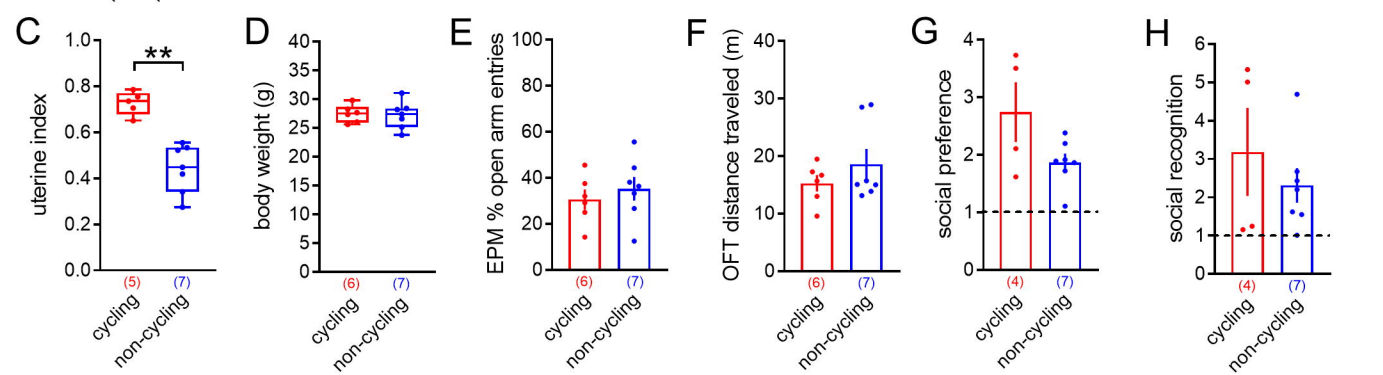 C
uterine index
1.0
0.8
0.6
0.4
0.2
0.0
**
(5)
(7)
cycling
non-cycling
D
body weight (g)
40
35
30
25
20
15
10
5
0
(6)
(7)
cycling
non-cycling
E
EPM % open arm entries
100
80
60
40
20
0
(6)
(7)
cycling
non-cycling
F
OFT distance traveled (m)
40
30
20
10
0
(6)
(7)
cycling
non-cycling
G
social preference
4
3
2
1
0
(4)
(7)
cycling
non-cycling
H
social recognition
6
5
4
3
2
1
0
(4)
(7)
cycling
non-cycling